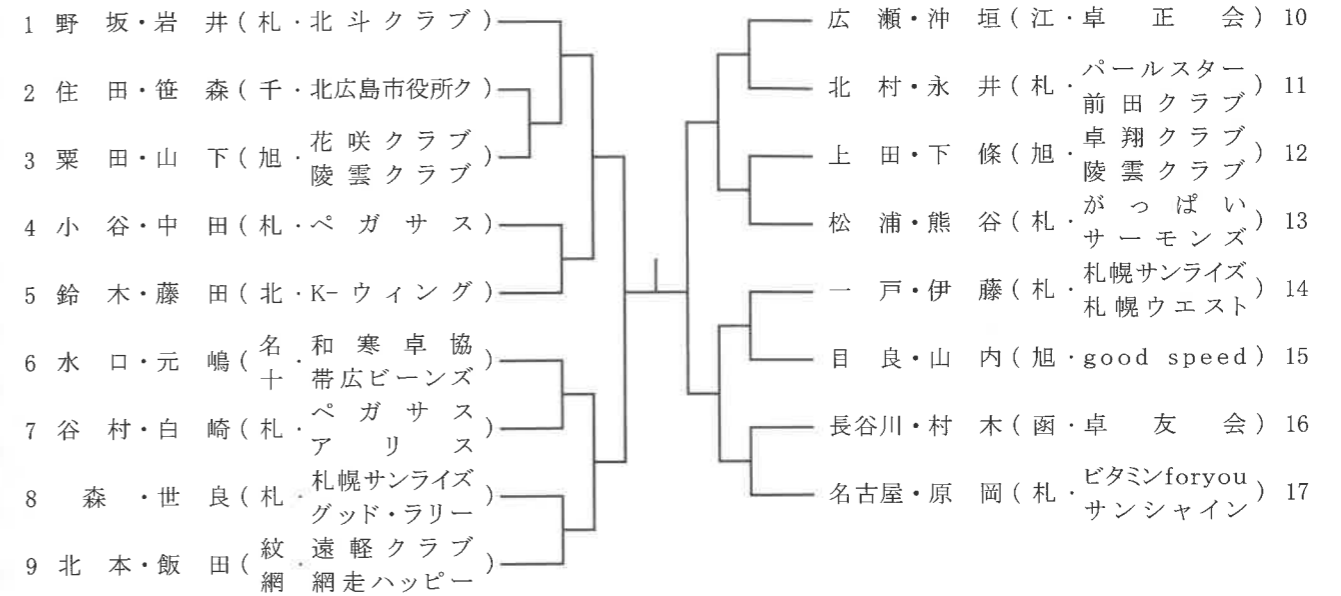 1 野坂・岩井(札・北斗クラブ)
2 住田・笹森(千・北広島市役所ク)
3 粟田・山下(旭・花咲クラブ
陵雲クラブ)
4 小谷・中田(札・ペガサス)
5 鈴木・藤田(北・K-ウィング)
6 水口・元嶋(名・和寒卓協
十 帯広ビーンズ)
7 谷村・白崎(札・ペガサス
アリス)
8 森・世良(札・札幌サンライズ
グッド・ラリー)
9 北本・飯田(紋・遠軽クラブ
網 網走ハッピー)
広瀬・沖垣(江・卓正会) 10
北村・永井(札・パールスター
前田クラブ) 11
上田・下條(旭・卓翔クラブ
陵雲クラブ) 12
松浦・熊谷(札・がっぱい
サーモンズ) 13
一戸・伊藤(札・札幌サンライズ
札幌ウエスト) 14
目良・山内(旭・good speed) 15
長谷川・村木(函・卓友会) 16
名古屋・原岡(札・ビタミンforyou
サンシャイン) 17